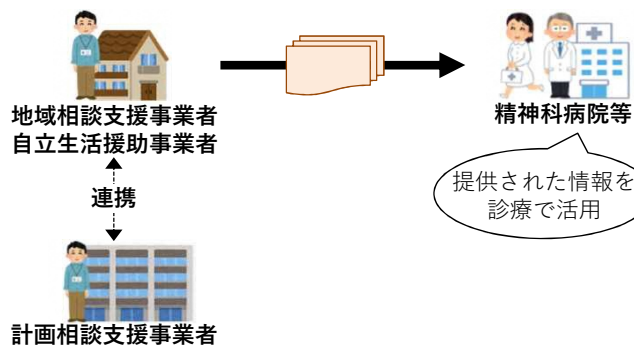 地域相談支援事業者
自立生活援助事業者
精神科病院等
提供された情報を
診療で活用
連携
計画相談支援事業者